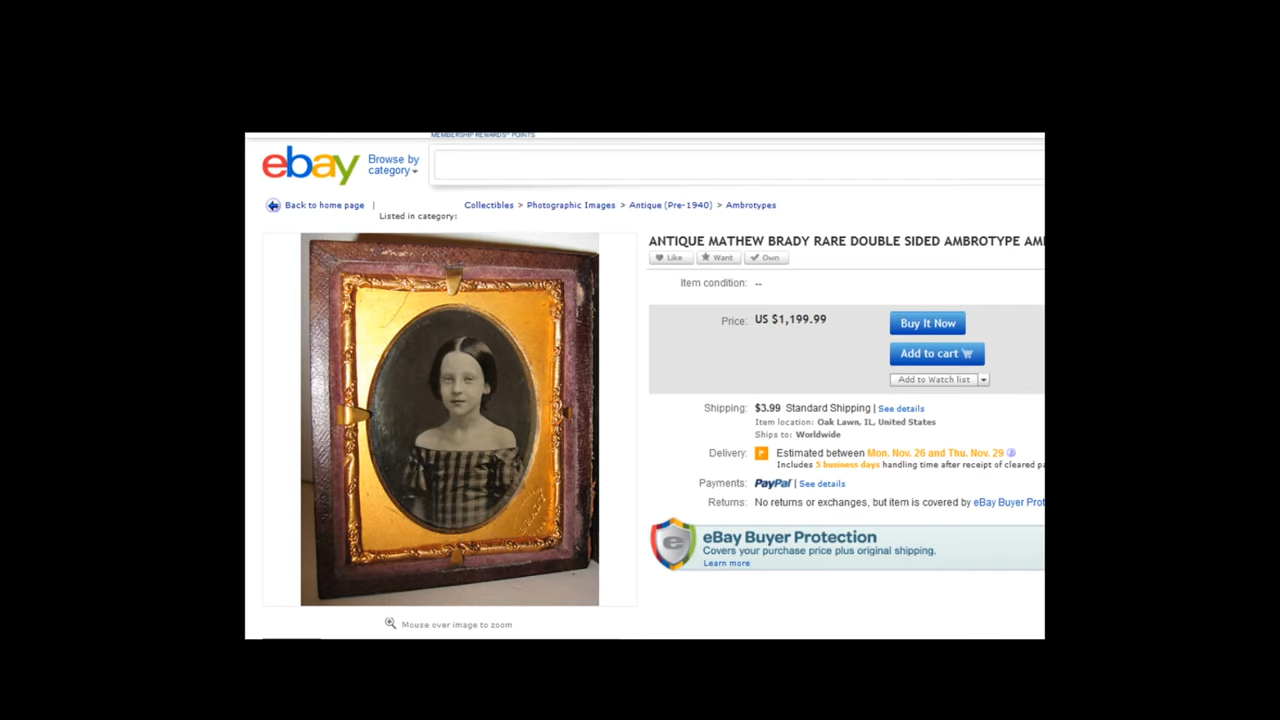 MEMBERSHIP REWARDS® POINTS
ebay
Browse by
category
Back to home page |
Listed in category:
Collectibles > Photographic Images > Antique (Pre-1940) > Ambrotypes
ANTIQUE MATHEW BRADY RARE DOUBLE SIDED AMBROTYPE AM
Like Want Own
Item condition: --
Price: US $1,199.99
Buy It Now
Add to cart
Add to Watch list
Shipping: $3.99 Standard Shipping | See details
Item location: Oak Lawn, IL, United States
Ships to: Worldwide
Delivery: Estimated between Mon. Nov. 26 and Thu. Nov. 29
Includes 5 business days handling time after receipt of cleared
Payments: PayPal | See details
Returns: No returns or exchanges, but item is covered by eBay Buyer
eBay Buyer Protection
Covers your purchase price plus original shipping.
Learn more
Mouse over image to zoom